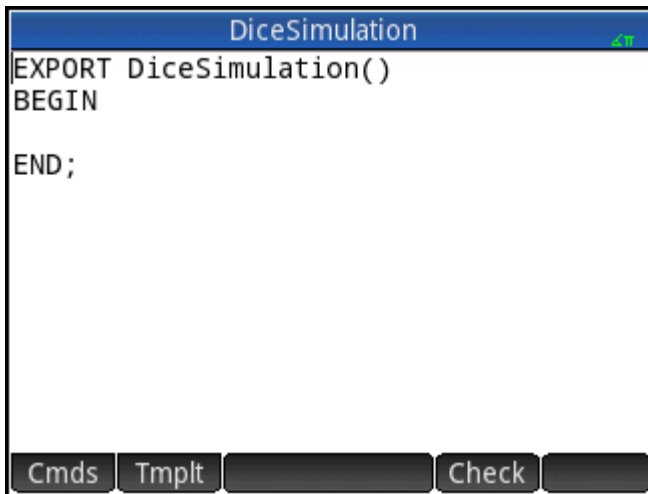 DiceSimulation
∡π
EXPORT DiceSimulation()
BEGIN
END;
Cmds Tmplt Check